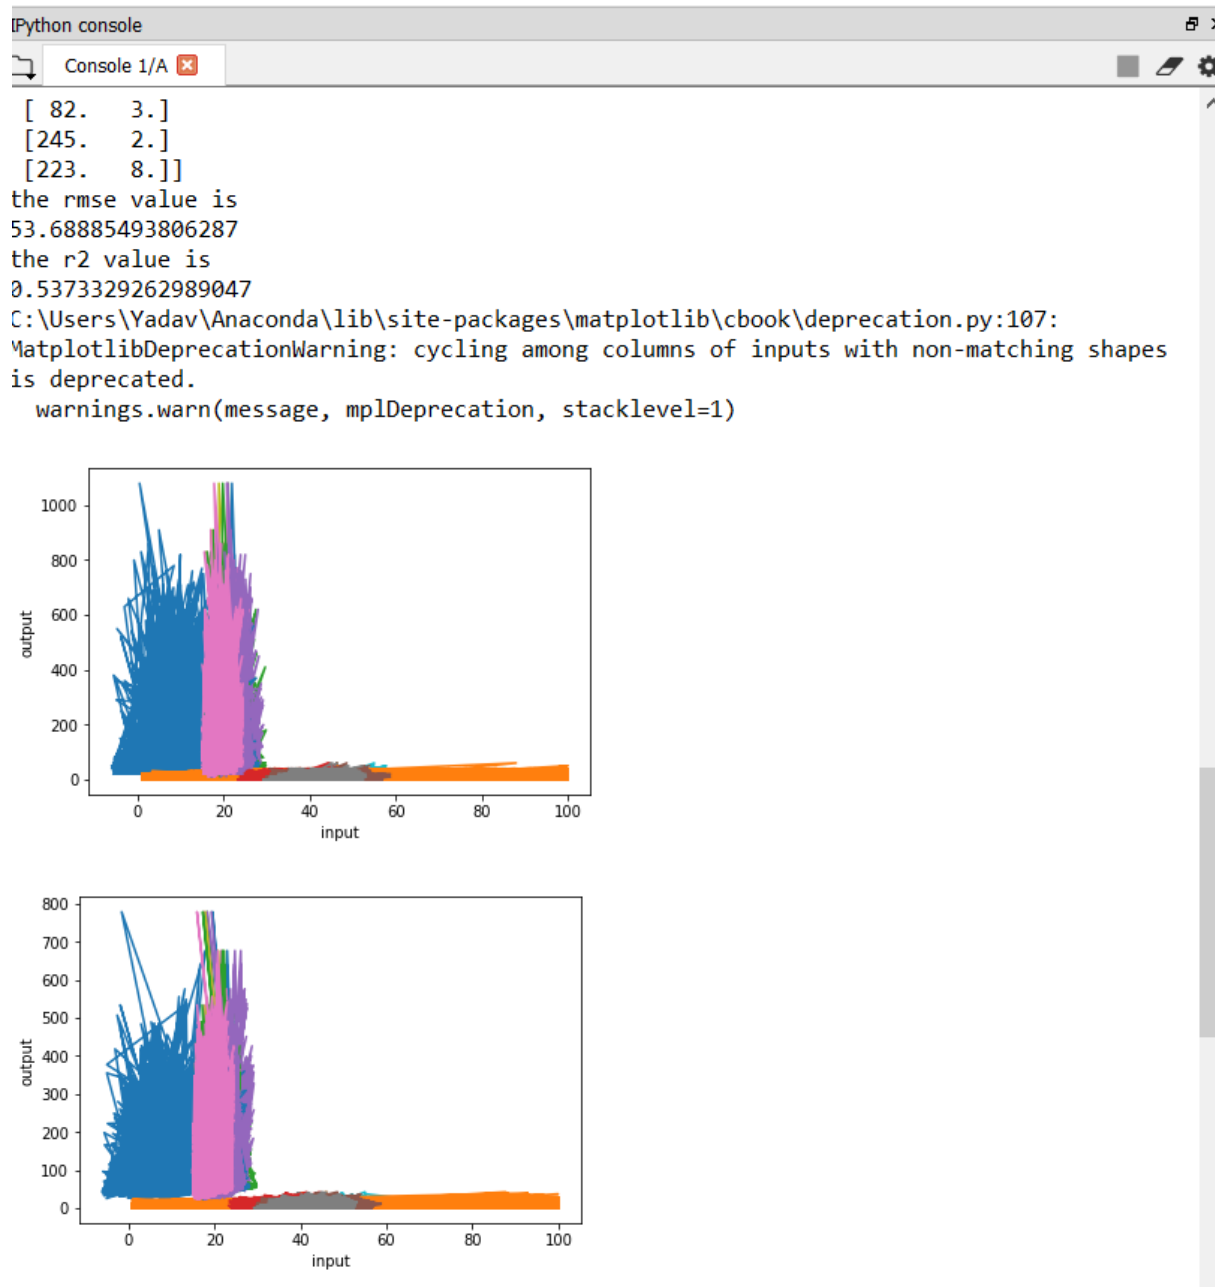 IPython console
Console 1/A
[ 82.   3.]
[245.   2.]
[223.   8.]]
the rmse value is
53.68885493806287
the r2 value is
0.5373329262989047
C:\Users\Yadav\Anaconda\lib\site-packages\matplotlib\cbook\deprecation.py:107:
MatplotlibDeprecationWarning: cycling among columns of inputs with non-matching shapes
is deprecated.
  warnings.warn(message, mplDeprecation, stacklevel=1)
1000
800
600
400
200
0
output
0 20 40 60 80 100
input
800
700
600
500
400
300
200
100
0
output
0 20 40 60 80 100
input